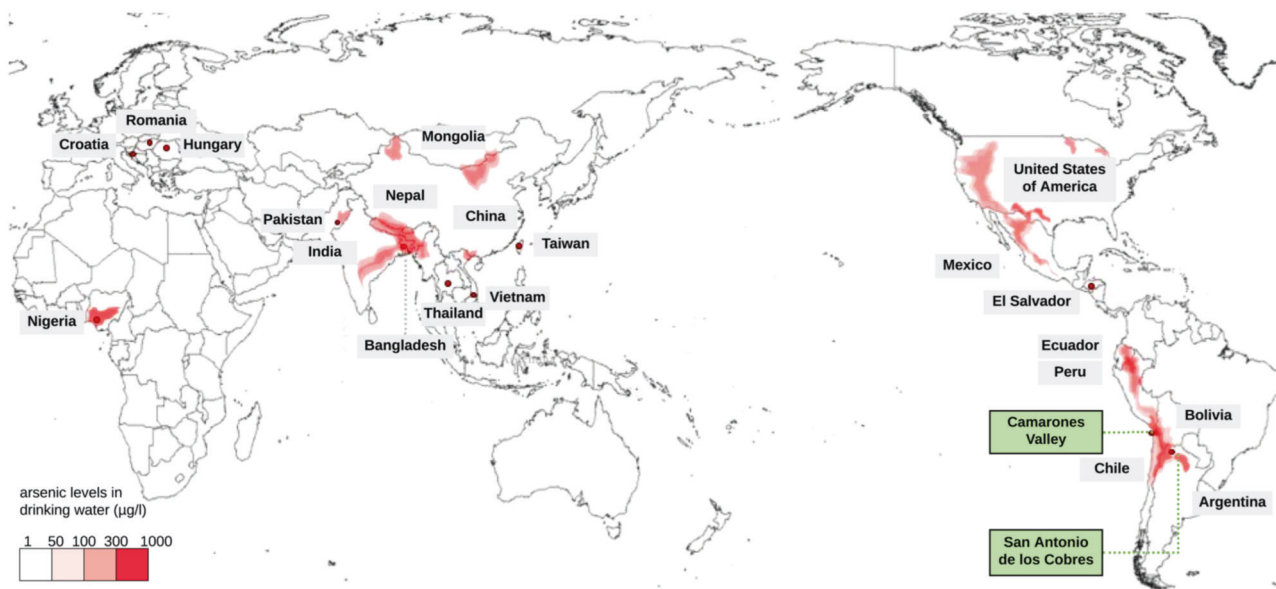 Romania
Croatia
Hungary
Mongolia
Nepal
Pakistan
China
India
Taiwan
Vietnam
Thailand
Nigeria
Bangladesh
United States
of America
Mexico
El Salvador
Ecuador
Peru
Bolivia
Camarones
Valley
Chile
Argentina
San Antonio
de los Cobres
arsenic levels in
drinking water (µg/l)
1 50 100 300 1000